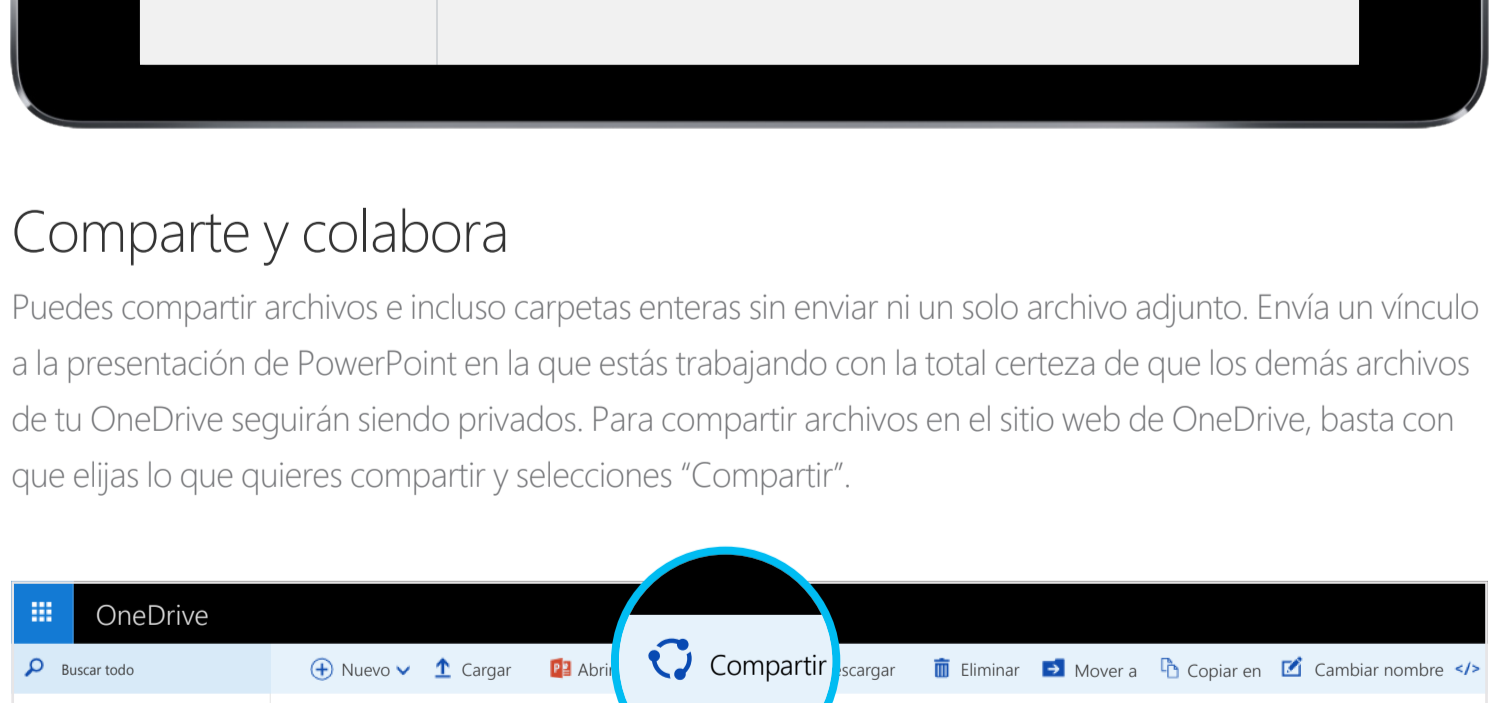 Comparte y colabora
Puedes compartir archivos e incluso carpetas enteras sin enviar ni un solo archivo adjunto. Envía un vínculo
a la presentación de PowerPoint en la que estás trabajando con la total certeza de que los demás archivos
de tu OneDrive seguirán siendo privados. Para compartir archivos en el sitio web de OneDrive, basta con
que elijas lo que quieres compartir y selecciones “Compartir”.
OneDrive
Buscar todo Nuevo Cargar Compartir Eliminar Mover a Copiar en Cambiar nombre </>